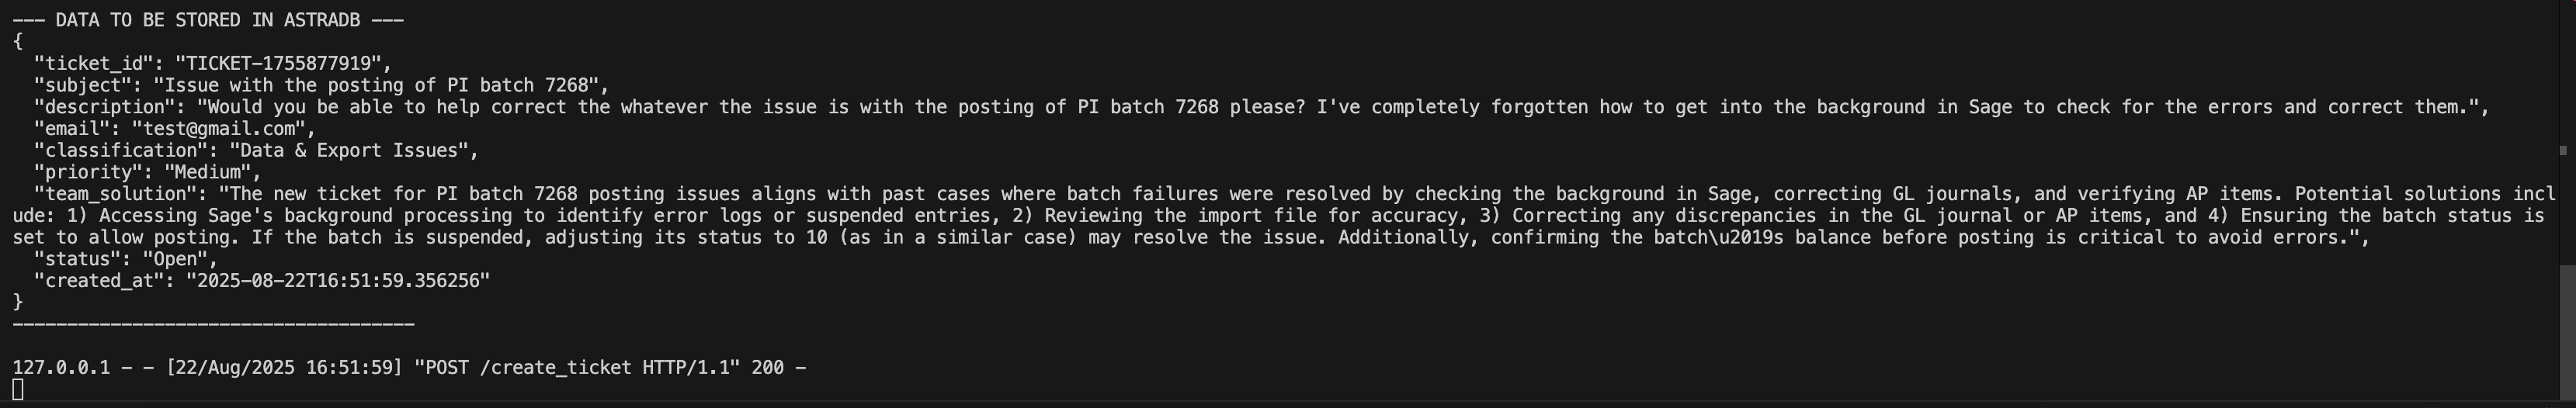 --- DATA TO BE STORED IN ASTRADB ---
{
  "ticket_id": "TICKET-1755877919",
  "subject": "Issue with the posting of PI batch 7268",
  "description": "Would you be able to help correct the whatever the issue is with the posting of PI batch 7268 please? I've completely forgotten how to get into the background in Sage to check for the errors and correct them.",
  "email": "test@gmail.com",
  "classification": "Data & Export Issues",
  "priority": "Medium",
  "team_solution": "The new ticket for PI batch 7268 posting issues aligns with past cases where batch failures were resolved by checking the background in Sage, correcting GL journals, and verifying AP items. Potential solutions incl
ude: 1) Accessing Sage's background processing to identify error logs or suspended entries, 2) Reviewing the import file for accuracy, 3) Correcting any discrepancies in the GL journal or AP items, and 4) Ensuring the batch status is
set to allow posting. If the batch is suspended, adjusting its status to 10 (as in a similar case) may resolve the issue. Additionally, confirming the batch\u2019s balance before posting is critical to avoid errors.",
  "status": "Open",
  "created_at": "2025-08-22T16:51:59.356256"
}
-------------------------------------
127.0.0.1 - - [22/Aug/2025 16:51:59] "POST /create_ticket HTTP/1.1" 200 -